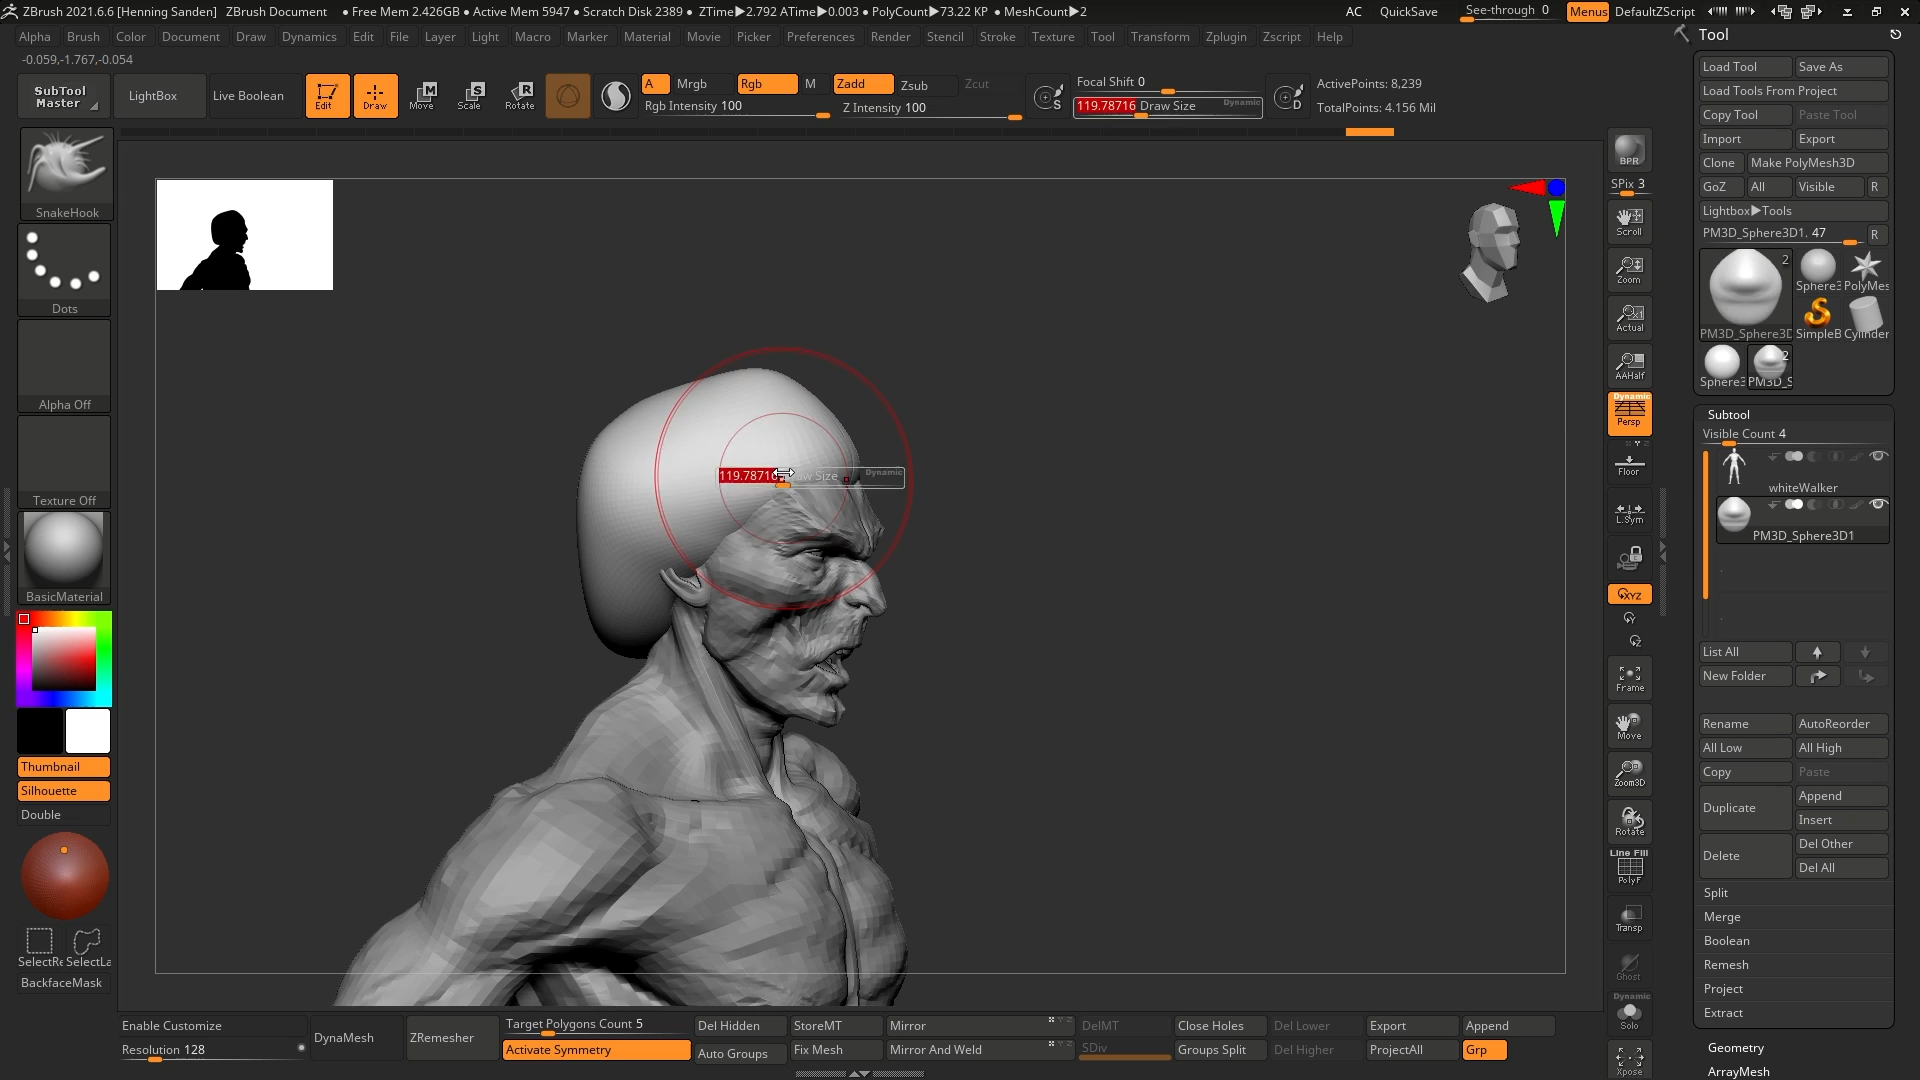 ZBrush 2021.6.6 [Henning Sanden] ZBrush Document • Free Mem 2.426GB • Active Mem 5947 • Scratch Disk 2389 • ZTime▶2.792 ATime▶0.003 • PolyCount▶73.22 KP • MeshCount▶2 AC QuickSave See-through 0 Menus DefaultZScript
Alpha Brush Color Document Draw Dynamics Edit File Layer Light Macro Marker Material Movie Picker Preferences Render Stencil Stroke Texture Tool Transform Zplugin Zscript Help
-0.059,-1.767,-0.054
SubTool Master
LightBox
Live Boolean
Edit
Draw
Move
Scale
Rotate
A Mrgb Rgb M Zadd Zsub Zcut
Rgb Intensity 100
Z Intensity 100
S
Focal Shift 0
119.78716 Draw Size Dynamic
D
ActivePoints: 8,239
TotalPoints: 4.156 Mil
SnakeHook
Dots
Alpha Off
Texture Off
BasicMaterial
Thumbnail
Silhouette
Double
SelectRe SelectLa
BackfaceMask
Dynamic
BPR
SPix 3
Scroll
Zoom
Actual
AAHalf
Dynamic
Persp
Floor
L.Sym
XYZ
Y
Z
Frame
Move
Zoom3D
Rotate
Line Fill
PolyF
Transp
Ghost
Dynamic
Solo
Xpose
Tool
Load Tool Save As
Load Tools From Project
Copy Tool Paste Tool
Import Export
Clone Make PolyMesh3D
GoZ All Visible R
Lightbox▶Tools
PM3D_Sphere3D1. 47 R
2
Sphere3 PolyMes
PM3D_Sphere3D SimpleB Cylinder
2
Sphere3 PM3D_S
Subtool
Visible Count 4
whiteWalker
PM3D_Sphere3D1
List All
New Folder
Rename AutoReorder
All Low All High
Copy Paste
Duplicate Append
Insert
Delete Del Other
Del All
Split
Merge
Boolean
Remesh
Project
Extract
Geometry
ArrayMesh
Enable Customize
Resolution 128
DynaMesh
ZRemesher
Target Polygons Count 5
Activate Symmetry
Del Hidden StoreMT Mirror DelMT Close Holes Del Lower Export Append
Auto Groups Fix Mesh Mirror And Weld SDiv Groups Split Del Higher ProjectAll Grp